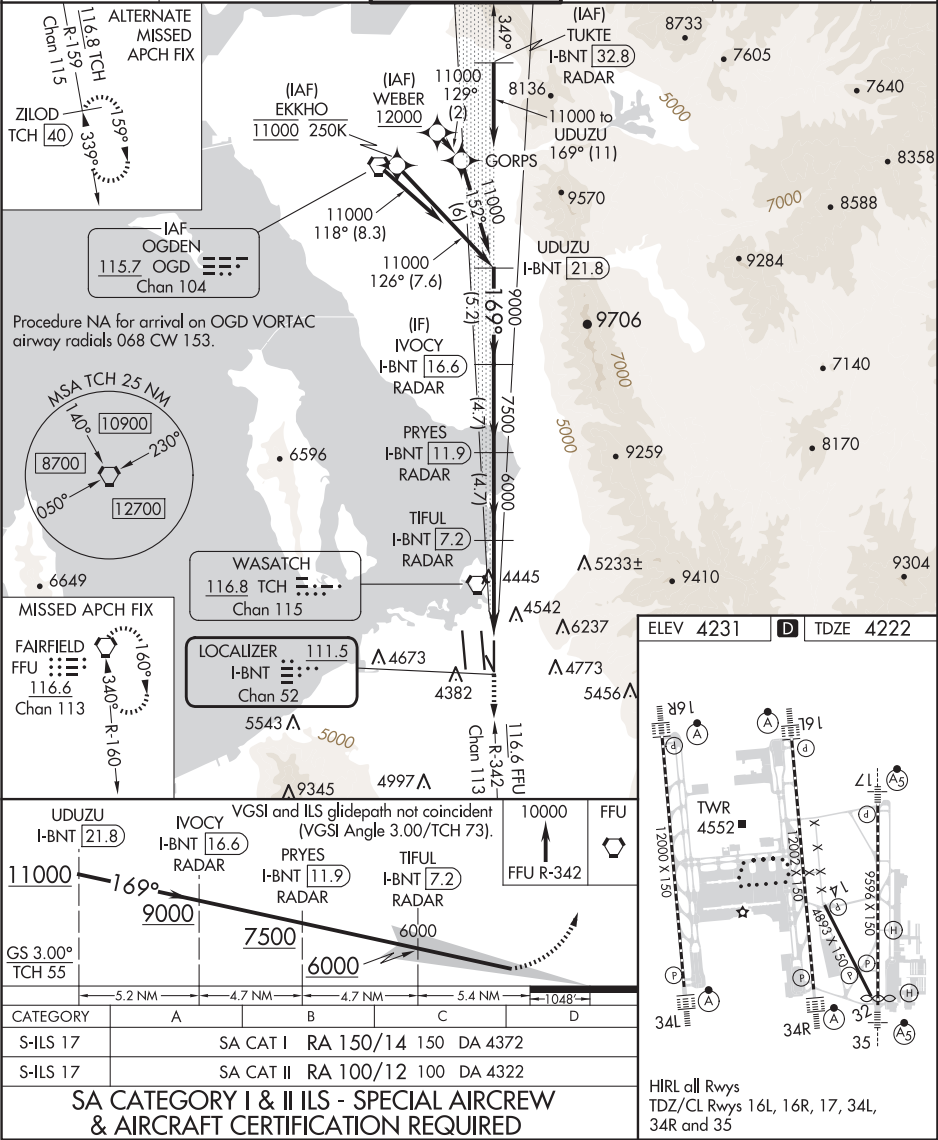 ALTERNATE
MISSED
APCH FIX
116.8 TCH
R-159
Chan 115
ZILOD
TCH 40
159°
339°
349°
(IAF)
TUKTE
I-BNT 32.8
RADAR
(IAF)
WEBER
12000
11000
129°
(2)
(IAF)
EKKHO
11000 250K
11000 to
UDUZU
169° (11)
GORPS
11000
152°
(6)
11000
118° (8.3)
11000
126° (7.6)
8733
7605
7640
8136
5000
8358
9570
7000
8588
9284
9706
7000
7140
5000
8170
9259
9304
9410
IAF
OGDEN
115.7 OGD
Chan 104
Procedure NA for arrival on OGD VORTAC
airway radials 068 CW 153.
UDUZU
I-BNT 21.8
169°
9000
(5.2)
(IF)
IVOCY
I-BNT 16.6
RADAR
7500
(4.7)
PRYES
I-BNT 11.9
RADAR
6000
(4.7)
TIFUL
I-BNT 7.2
RADAR
MSA TCH 25 NM
140°
10900
230°
8700
050°
12700
6596
6649
WASATCH
116.8 TCH
Chan 115
4445
5233±
4542
6237
4673
4773
4382
5456
5543
5000
4997
9345
LOCALIZER 111.5
I-BNT
Chan 52
MISSED APCH FIX
FAIRFIELD
FFU
116.6
Chan 113
160°
340°
R-160
116.6 FFU
R-342
Chan 113
ELEV 4231 D TDZE 4222
16R
A
P
16L
A
P
17
A5
P
TWR
4552
12000 X 150
12002 X 150
9596 X 150
14
P
4893 X 150
H
P
P
P
P
H
34L
A
34R
A
32
35
A5
HIRL all Rwys
TDZ/CL Rwys 16L, 16R, 17, 34L,
34R and 35
VGSI and ILS glidepath not coincident
(VGSI Angle 3.00/TCH 73).
10000
FFU R-342
FFU
UDUZU
I-BNT 21.8
IVOCY
I-BNT 16.6
RADAR
PRYES
I-BNT 11.9
RADAR
TIFUL
I-BNT 7.2
RADAR
11000
169°
9000
7500
6000
6000
GS 3.00°
TCH 55
5.2 NM
4.7 NM
4.7 NM
5.4 NM
1048'
CATEGORY A B C D
S-ILS 17 SA CAT I RA 150/14 150 DA 4372
S-ILS 17 SA CAT II RA 100/12 100 DA 4322
SA CATEGORY I & II ILS - SPECIAL AIRCREW
& AIRCRAFT CERTIFICATION REQUIRED